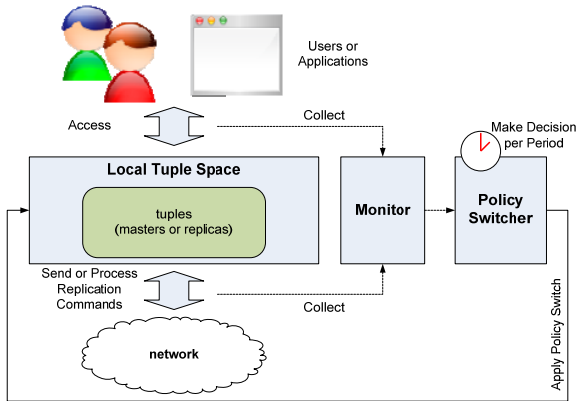 Users or
Applications
Access
Collect
Make Decision
per Period
Local Tuple Space
tuples
(masters or replicas)
Monitor
Policy
Switcher
Send or Process
Replication
Commands
Collect
network
Apply Policy Switch